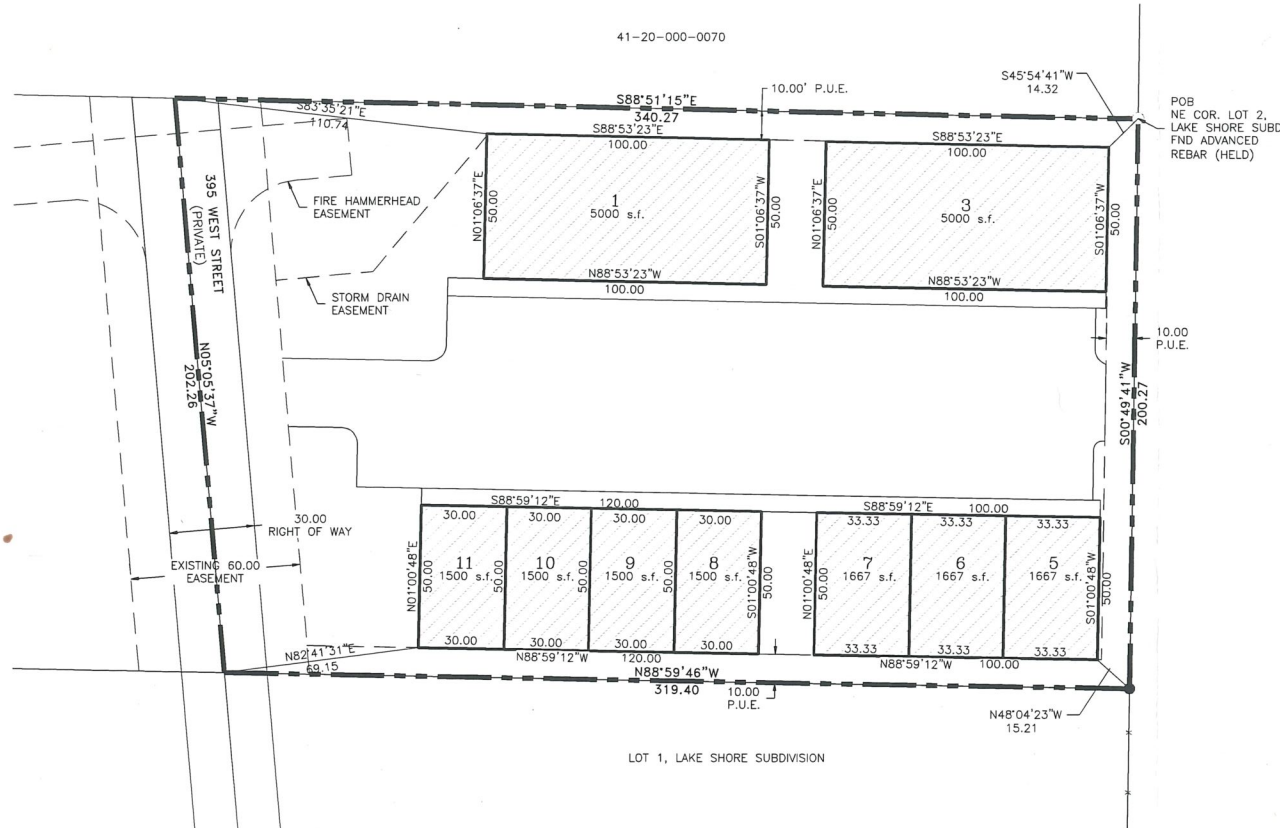 41-20-000-0070
S45°54'41"W
14.32
POB
NE COR. LOT 2,
LAKE SHORE SUBD
FND ADVANCED
REBAR (HELD)
10.00' P.U.E.
S88°51'15"E
340.27
S83°35'21"E
110.74
S88°53'23"E
100.00
S88°53'23"E
100.00
395 WEST STREET
(PRIVATE)
FIRE HAMMERHEAD
EASEMENT
N01°06'37"E
50.00
1
5000 s.f.
S01°06'37"W
50.00
N01°06'37"E
50.00
3
5000 s.f.
S01°06'37"W
50.00
N88°53'23"W
100.00
N88°53'23"W
100.00
STORM DRAIN
EASEMENT
10.00
P.U.E.
N05°05'37"W
202.26
S00°49'41"W
200.27
S88°59'12"E
120.00
S88°59'12"E
100.00
30.00
30.00
30.00
30.00
33.33
33.33
33.33
30.00
RIGHT OF WAY
EXISTING 60.00
EASEMENT
N01°00'48"E
50.00
11
1500 s.f.
50.00
10
1500 s.f.
50.00
9
1500 s.f.
50.00
8
1500 s.f.
S01°00'48"W
50.00
N01°00'48"E
50.00
7
1667 s.f.
6
1667 s.f.
5
1667 s.f.
S01°00'48"W
50.00
30.00
30.00
30.00
30.00
33.33
33.33
33.33
N82°41'31"E
69.15
N88°59'12"W
120.00
N88°59'12"W
100.00
N88°59'46"W
319.40
10.00
P.U.E.
N48°04'23"W
15.21
LOT 1, LAKE SHORE SUBDIVISION